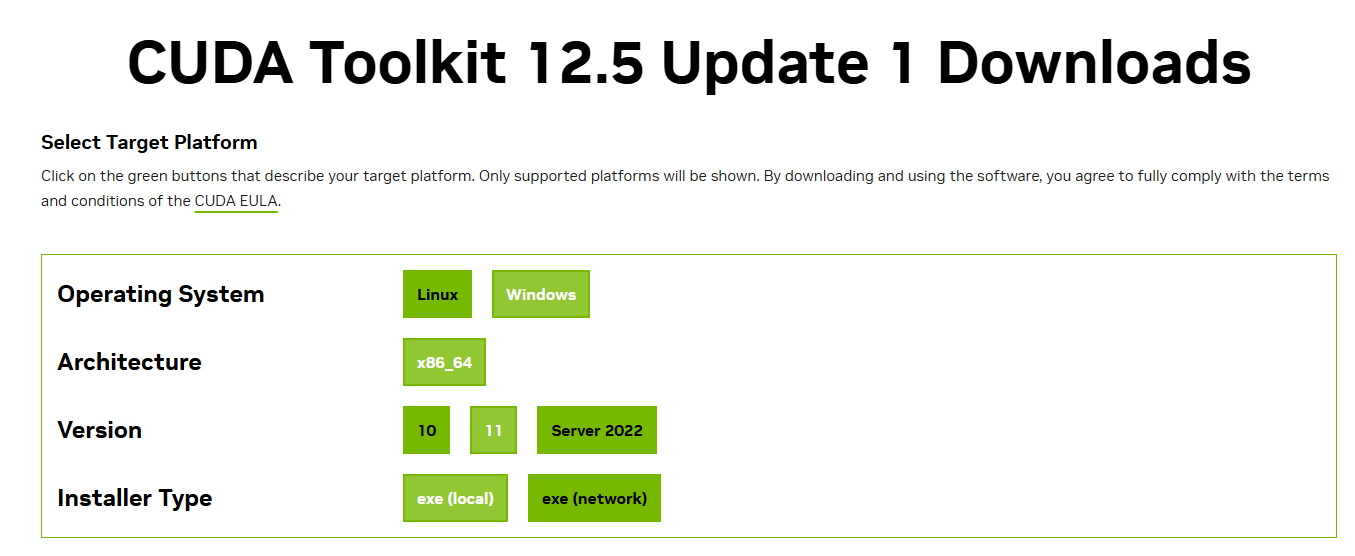 CUDA Toolkit 12.5 Update 1 Downloads
Select Target Platform
Click on the green buttons that describe your target platform. Only supported platforms will be shown. By downloading and using the software, you agree to fully comply with the terms
and conditions of the CUDA EULA.
Operating System Linux Windows
Architecture x86_64
Version 10 11 Server 2022
Installer Type exe (local) exe (network)